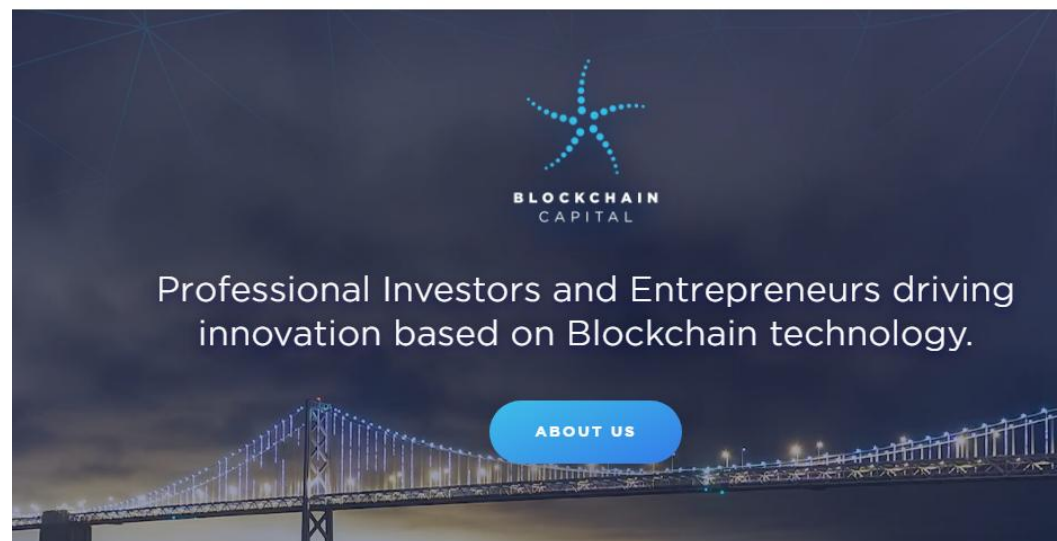 BLOCKCHAIN
CAPITAL
Professional Investors and Entrepreneurs driving
innovation based on Blockchain technology.
ABOUT US